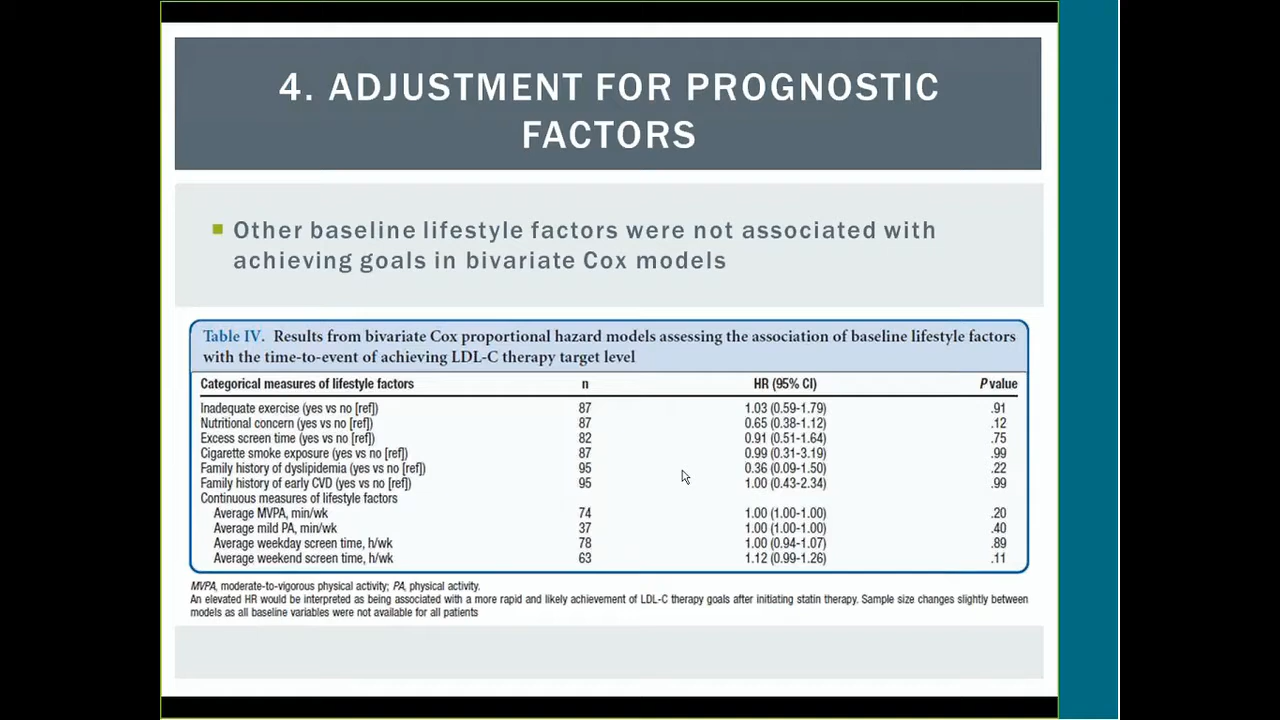 4. ADJUSTMENT FOR PROGNOSTIC
FACTORS
Other baseline lifestyle factors were not associated with
achieving goals in bivariate Cox models
Table IV. Results from bivariate Cox proportional hazard models assessing the association of baseline lifestyle factors
with the time-to-event of achieving LDL-C therapy target level
Categorical measures of lifestyle factors n HR (95% CI) P value
Inadequate exercise (yes vs no [ref]) 87 1.03 (0.59-1.79) .91
Nutritional concern (yes vs no [ref]) 87 0.65 (0.38-1.12) .12
Excess screen time (yes vs no [ref]) 82 0.91 (0.51-1.64) .75
Cigarette smoke exposure (yes vs no [ref]) 87 0.99 (0.31-3.19) .99
Family history of dyslipidemia (yes vs no [ref]) 95 0.36 (0.09-1.50) .22
Family history of early CVD (yes vs no [ref]) 95 1.00 (0.43-2.34) .99
Continuous measures of lifestyle factors
Average MVPA, min/wk 74 1.00 (1.00-1.00) .20
Average mild PA, min/wk 37 1.00 (1.00-1.00) .40
Average weekday screen time, h/wk 78 1.00 (0.94-1.07) .89
Average weekend screen time, h/wk 63 1.12 (0.99-1.26) .11
MVPA, moderate-to-vigorous physical activity; PA, physical activity.
An elevated HR would be interpreted as being associated with a more rapid and likely achievement of LDL-C therapy goals after initiating statin therapy. Sample size changes slightly between
models as all baseline variables were not available for all patients